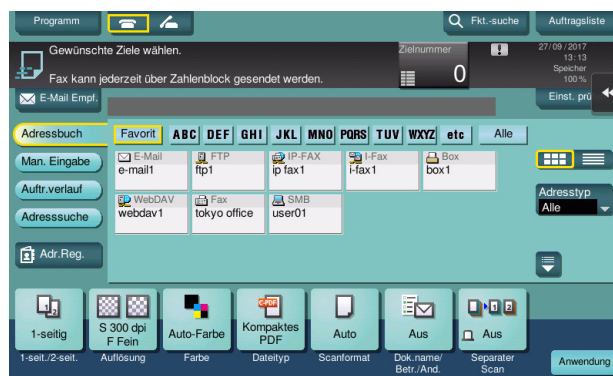 Programm
Fkt.-suche
Auftragsliste
Gewünschte Ziele wählen.
Zielnummer
27/09/2017
13:13
Speicher
100 %
Fax kann jederzeit über Zahlenblock gesendet werden.
0
E-Mail Empf.
Einst. prü
Adressbuch
Favorit ABC DEF GHI JKL MNO PQRS TUV WXYZ etc Alle
Man. Eingabe
E-Mail FTP IP-FAX I-Fax Box
e-mail1 ftp1 ip fax1 i-fax1 box1
Auftr.verlauf
Adresstyp
WebDAV Fax SMB
Alle
webdav1 tokyo office user01
Adresssuche
Adr.Reg.
1-seitig
S 300 dpi
F Fein
Auto-Farbe
Kompaktes
PDF
Auto
Aus
Aus
1-seit./2-seit.
Auflösung
Farbe
Dateityp
Scanformat
Dok.name/
Betr./And.
Separater
Scan
Anwendung